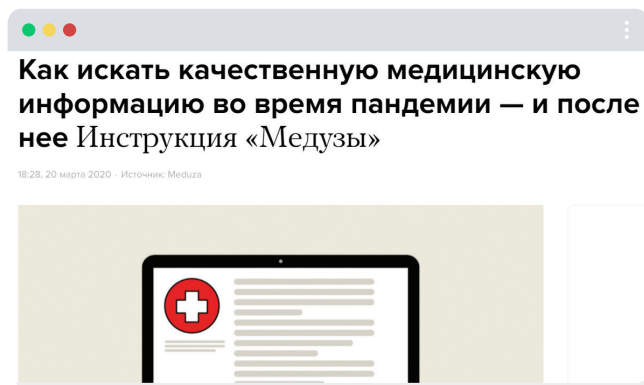 Как искать качественную медицинскую
информацию во время пандемии — и после
нее Инструкция «Медузы»
18:28, 20 марта 2020 · Источник: Meduza